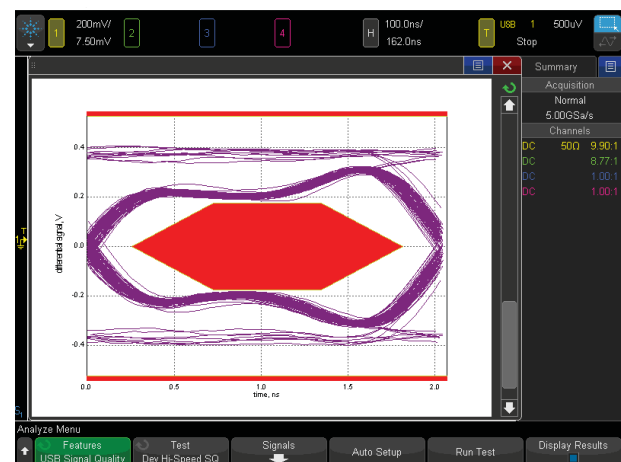 1 200mV/ 2 3 4 H 100.0ns/ T USB 1 500uV
7.50mV 162.0ns Stop
Summary
Acquisition
Normal
5.00GSa/s
Channels
DC 50Ω 9.90:1
DC 8.77:1
DC 1.00:1
DC 1.00:1
differential signal, V
0.4
0.2
0.0
-0.2
-0.4
0.0 0.5 1.0 1.5 2.0
time, ns
T
1
S1
Analyze Menu
Features Test Signals Auto Setup Run Test Display Results
USB Signal Quality Dev Hi-Speed SQ